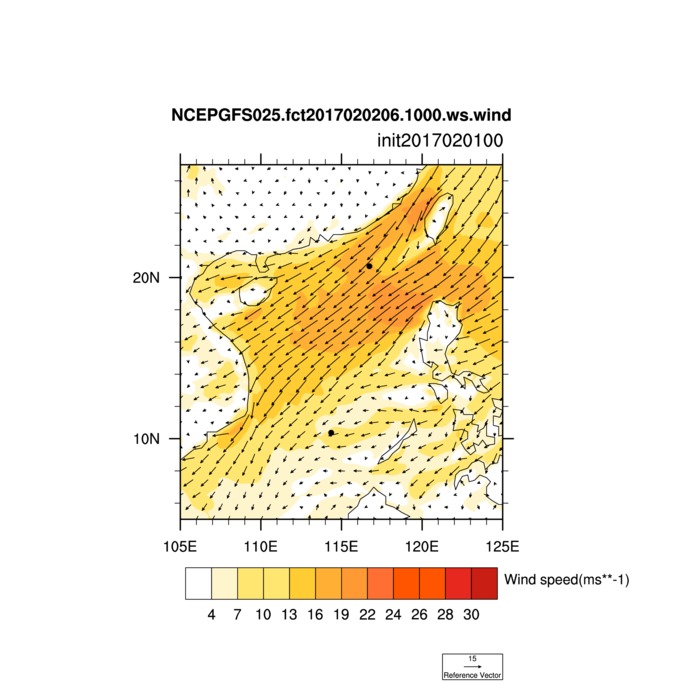 NCEPGFS025.fct2017020206.1000.ws.wind
init2017020100
20N
10N
105E 110E 115E 120E 125E
Wind speed(ms**-1)
4 7 10 13 16 19 22 24 26 28 30
15
Reference Vector